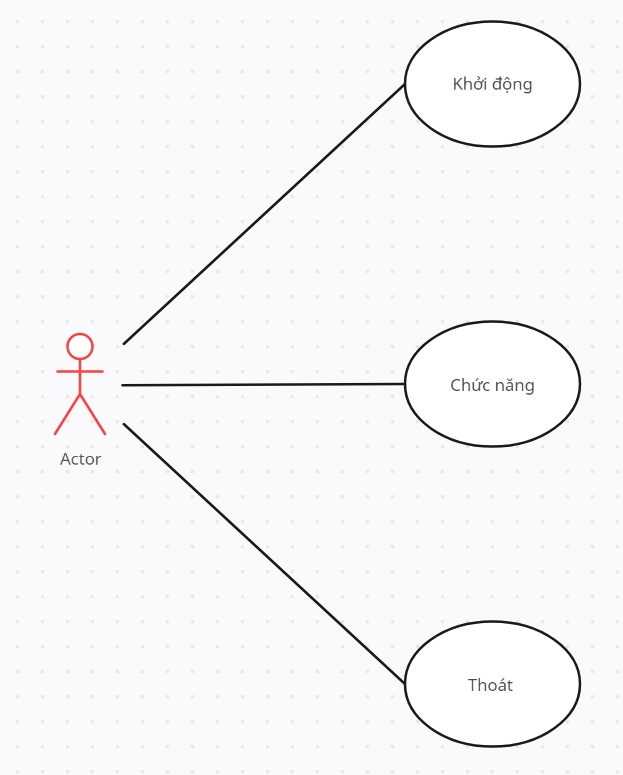 Khởi động
Chức năng
Actor
Thoát